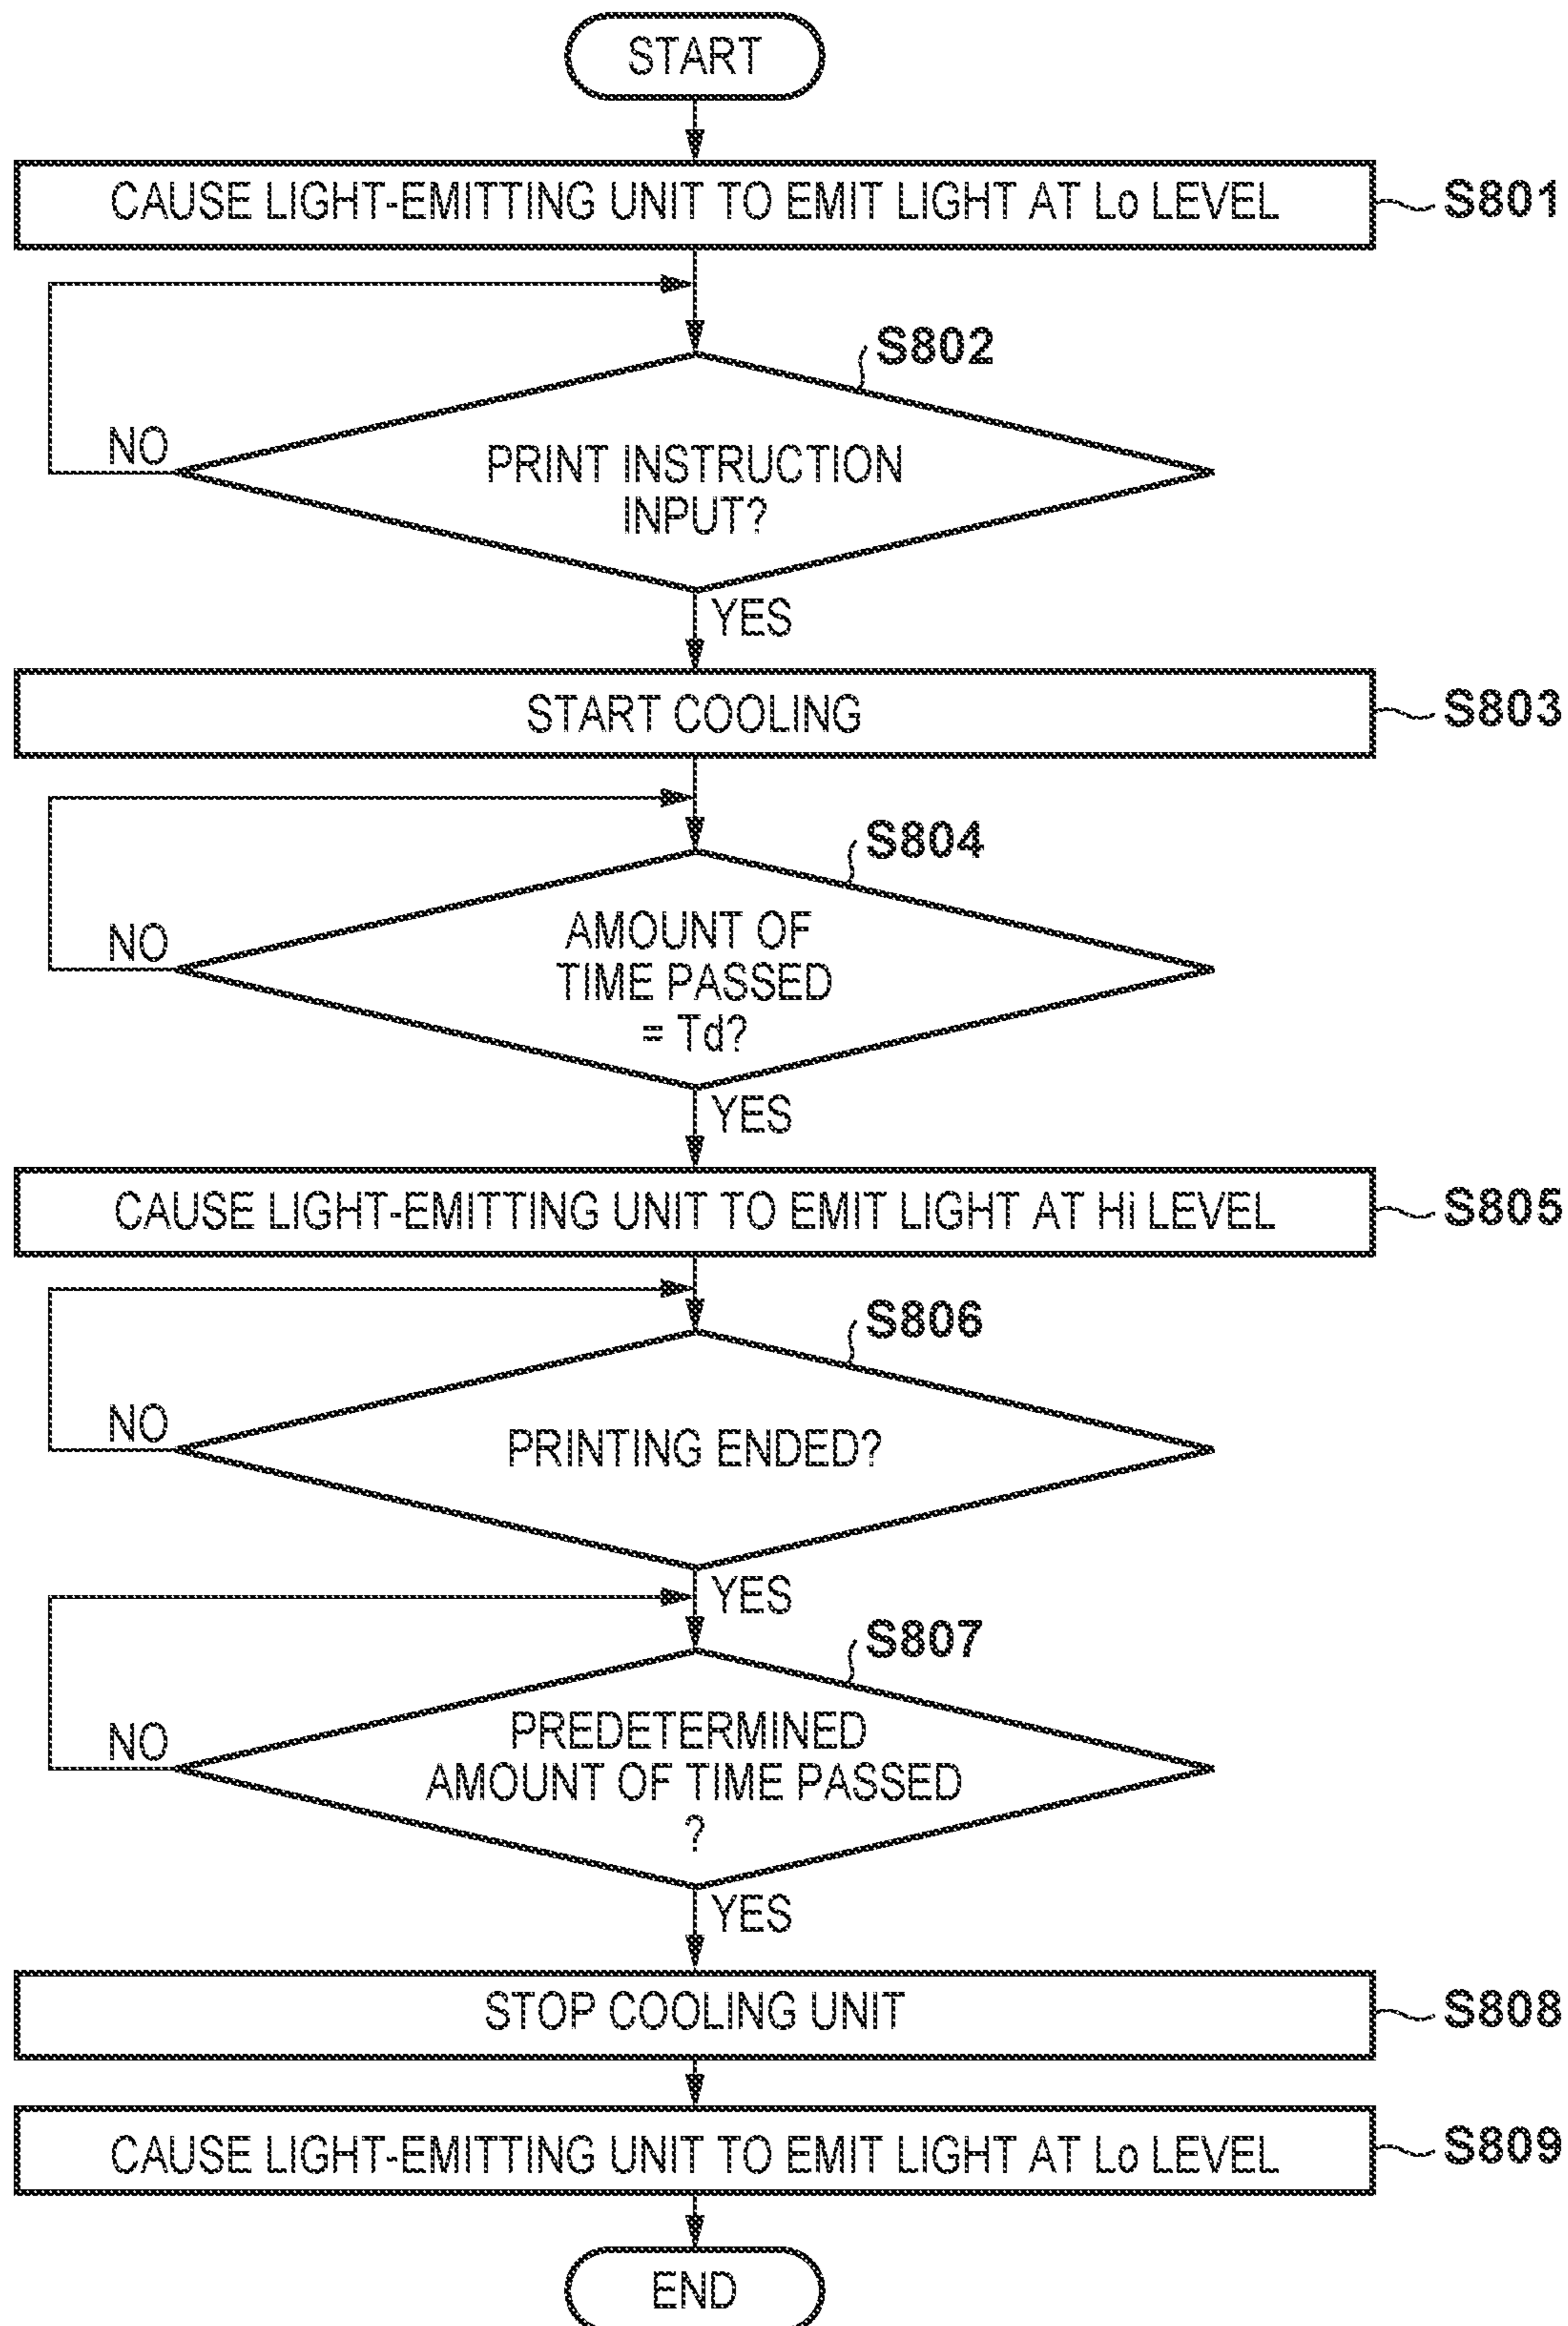 START
CAUSE LIGHT-EMITTING UNIT TO EMIT LIGHT AT Lo LEVEL
S801
S802
NO
PRINT INSTRUCTION
INPUT?
YES
START COOLING
S803
S804
NO
AMOUNT OF
TIME PASSED
= Td?
YES
CAUSE LIGHT-EMITTING UNIT TO EMIT LIGHT AT Hi LEVEL
S805
S806
NO
PRINTING ENDED?
YES
S807
NO
PREDETERMINED
AMOUNT OF TIME PASSED
?
YES
STOP COOLING UNIT
S808
CAUSE LIGHT-EMITTING UNIT TO EMIT LIGHT AT Lo LEVEL
S809
END